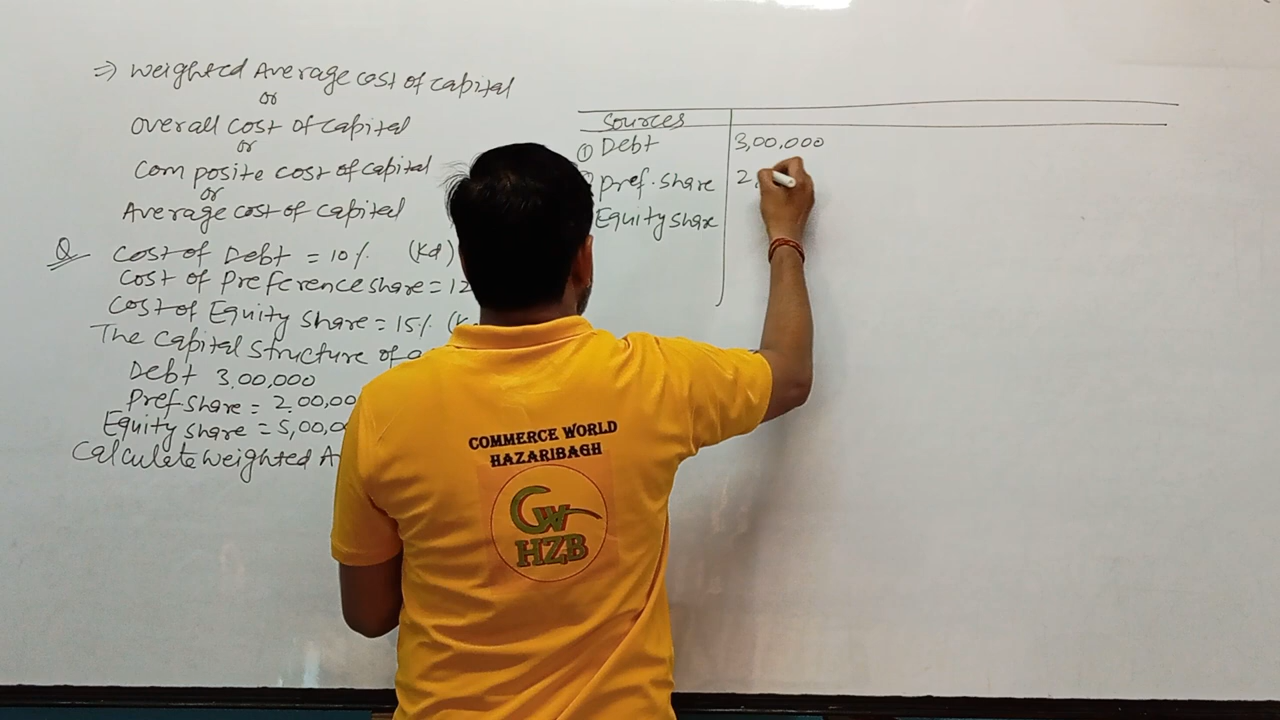 ⇒ Weighted Average cost of capital
or
overall cost of capital
or
Composite cost of capital
or
Average cost of capital
Q Cost of Debt = 10% (Kd)
Cost of Preference share = 12
Cost of Equity share = 15% (K
The capital structure of
Debt 3,00,000
Pref. share = 2,00,00
Equity share = 5,00,0
Calculate Weighted A
Sources
① Debt 3,00,000
Pref. share 2
Equity share
COMMERCE WORLD
HAZARIBAGH
CW
HZB